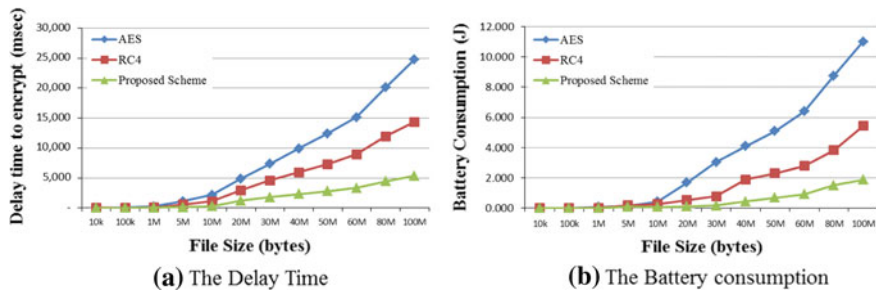 Delay time to encrypt (msec)
30,000
25,000
20,000
15,000
10,000
5,000
-
AES
RC4
Proposed Scheme
10k 100k 1M 5M 10M 20M 30M 40M 50M 60M 80M 100M
File Size (bytes)
(a) The Delay Time
Battery Consumption (J)
12.000
10.000
8.000
6.000
4.000
2.000
0.000
AES
RC4
Proposed Scheme
10k 100k 1M 5M 10M 20M 30M 40M 50M 60M 80M 100M
File Size (bytes)
(b) The Battery consumption